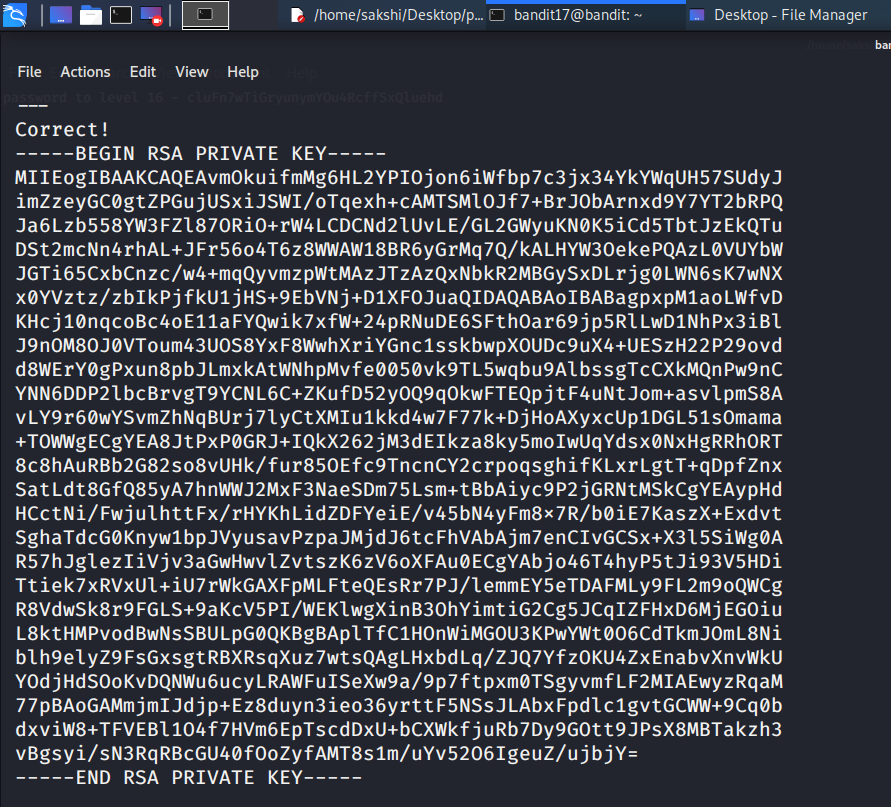 /home/sakshi/Desktop/p...
bandit17@bandit: ~
Desktop - File Manager
File Actions Edit View Help
password to level 16 - cluFn7wTiGryunymYOu4RcffSxQluehd
Correct!
-----BEGIN RSA PRIVATE KEY-----
MIIEogIBAAKCAQEAvmOkuifmMg6HL2YPIOjon6iWfbp7c3jx34YkYWqUH57SUdyJ
imZzeyGC0gtZPGujUSxiJSWI/oTqexh+cAMTSMlOJf7+BrJObArnxd9Y7YT2bRPQ
Ja6Lzb558YW3FZl87ORiO+rW4LCDCNd2lUvLE/GL2GWyuKN0K5iCd5TbtJzEkQTu
DSt2mcNn4rhAL+JFr56o4T6z8WWAW18BR6yGrMq7Q/kALHYW3OekePQAzL0VUYbW
JGTi65CxbCnzc/w4+mqQyvmzpWtMAzJTzAzQxNbkR2MBGySxDLrjg0LWN6sK7wNX
x0YVztz/zbIkPjfkU1jHS+9EbVNj+D1XFOJuaQIDAQABAoIBABagpxpM1aoLWfvD
KHcj10nqcoBc4oE11aFYQwik7xfW+24pRNuDE6SFthOar69jp5RlLwD1NhPx3iBl
J9nOM8OJ0VToum43UOS8YxF8WwhXriYGnc1sskbwpXOUDc9uX4+UESzH22P29ovd
d8WErY0gPxun8pbJLmxkAtWNhpMvfe0050vk9TL5wqbu9AlbssgTcCXkMQnPw9nC
YNN6DDP2lbcBrvgT9YCNL6C+ZKufD52yOQ9qOkwFTEQpjtF4uNtJom+asvlpmS8A
vLY9r60wYSvmZhNqBUrj7lyCtXMIu1kkd4w7F77k+DjHoAXyxcUp1DGL51sOmama
+TOWWgECgYEA8JtPxP0GRJ+IQkX262jM3dEIkza8ky5moIwUqYdsx0NxHgRRhORT
8c8hAuRBb2G82so8vUHk/fur85OEfc9TncnCY2crpoqsghifKLxrLgtT+qDpfZnx
SatLdt8GfQ85yA7hnWWJ2MxF3NaeSDm75Lsm+tBbAiyc9P2jGRNtMSkCgYEAypHd
HCctNi/FwjulhttFx/rHYKhLidZDFYeiE/v45bN4yFm8×7R/b0iE7KaszX+Exdvt
SghaTdcG0Knyw1bpJVyusavPzpaJMjdJ6tcFhVAbAjm7enCIvGCSx+X3l5SiWg0A
R57hJglezIiVjv3aGwHwvlZvtszK6zV6oXFAu0ECgYAbjo46T4hyP5tJi93V5HDi
Ttiek7xRVxUl+iU7rWkGAXFpMLFteQEsRr7PJ/lemmEY5eTDAFMLy9FL2m9oQWCg
R8VdwSk8r9FGLS+9aKcV5PI/WEKlwgXinB3OhYimtiG2Cg5JCqIZFHxD6MjEGOiu
L8ktHMPvodBwNsSBULpG0QKBgBAplTfC1HOnWiMGOU3KPwYWt0O6CdTkmJOmL8Ni
blh9elyZ9FsGxsgtRBXRsqXuz7wtsQAgLHxbdLq/ZJQ7YfzOKU4ZxEnabvXnvWkU
YOdjHdSOoKvDQNWu6ucyLRAWFuISeXw9a/9p7ftpxm0TSgyvmfLF2MIAEwyzRqaM
77pBAoGAMmjmIJdjp+Ez8duyn3ieo36yrttF5NSsJLAbxFpdlc1gvtGCWW+9Cq0b
dxviW8+TFVEBl1O4f7HVm6EpTscdDxU+bCXWkfjuRb7Dy9GOtt9JPsX8MBTakzh3
vBgsyi/sN3RqRBcGU40fOoZyfAMT8s1m/uYv52O6IgeuZ/ujbjY=
-----END RSA PRIVATE KEY-----